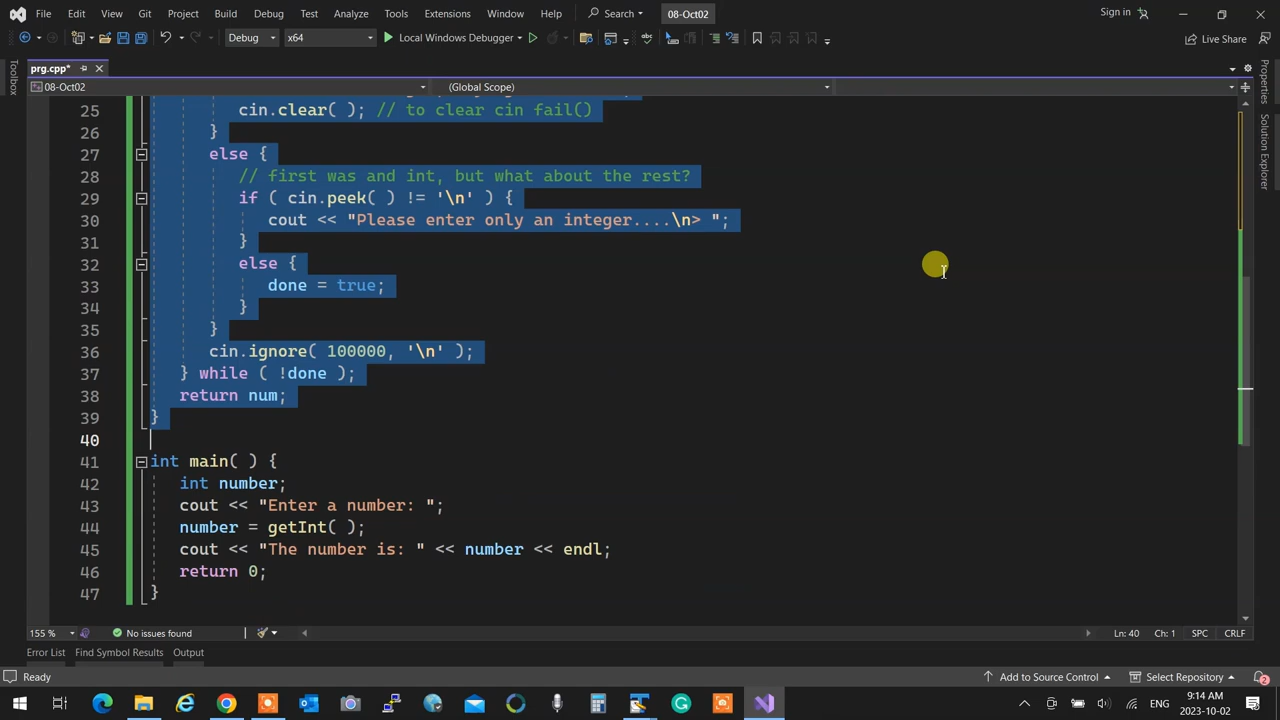 File Edit View Git Project Build Debug Test Analyze Tools Extensions Window Help Search 08-Oct02 Sign in
Debug x64 Local Windows Debugger Live Share
prg.cpp*
08-Oct02 (Global Scope)
Toolbox
Properties
Solution Explorer
25 cin.clear( ); // to clear cin fail()
26 }
27 else {
28 // first was and int, but what about the rest?
29 if ( cin.peek( ) != '\n' ) {
30 cout << "Please enter only an integer....\n> ";
31 }
32 else {
33 done = true;
34 }
35 }
36 cin.ignore( 100000, '\n' );
37 } while ( !done );
38 return num;
39 }
40
41 int main( ) {
42 int number;
43 cout << "Enter a number: ";
44 number = getInt( );
45 cout << "The number is: " << number << endl;
46 return 0;
47 }
155 % No issues found Ln: 40 Ch: 1 SPC CRLF
Error List Find Symbol Results Output
Ready Add to Source Control Select Repository 2
ENG 9:14 AM
2023-10-02